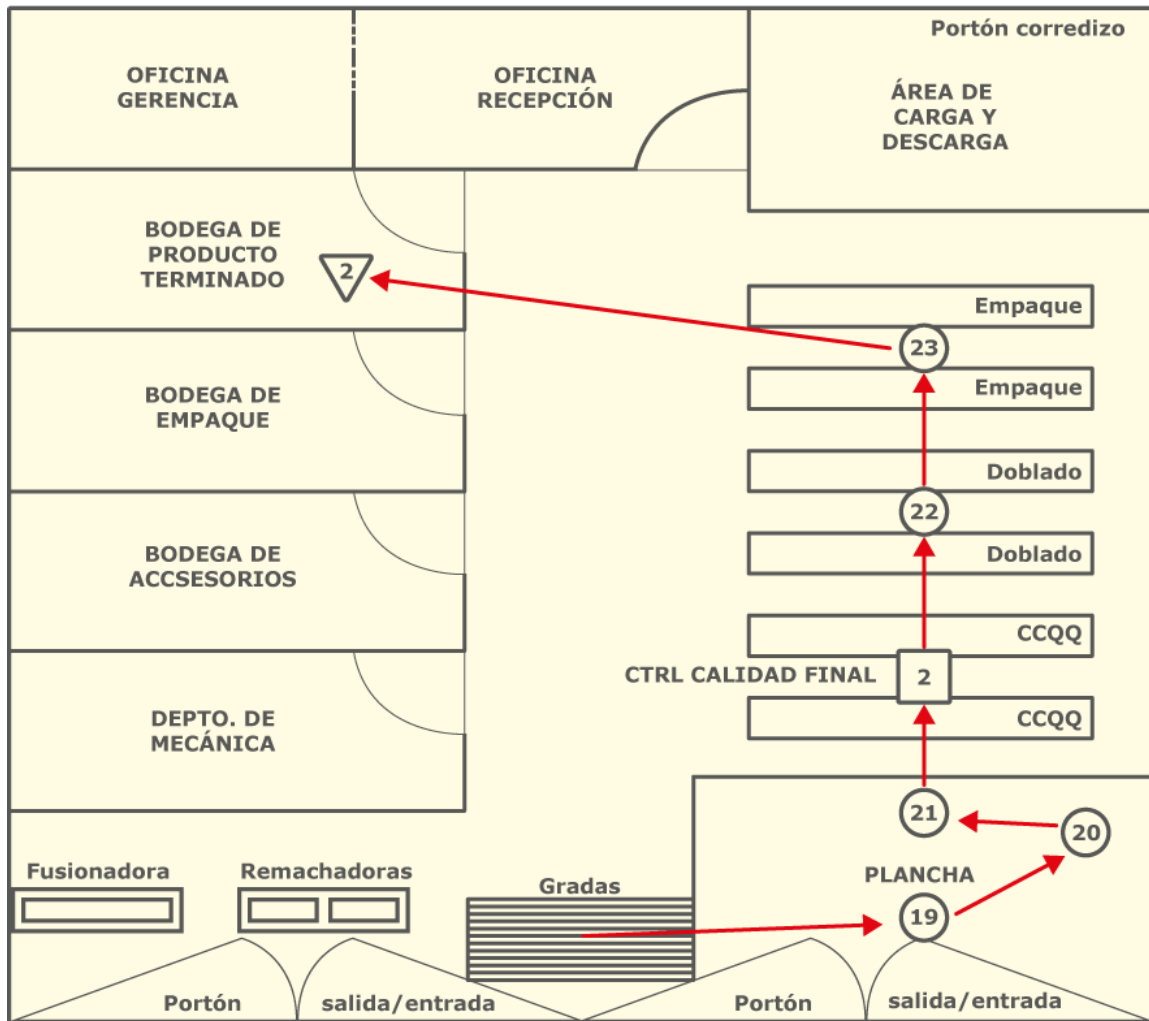 Portón corredizo
OFICINA
GERENCIA
OFICINA
RECEPCIÓN
ÁREA DE
CARGA Y
DESCARGA
BODEGA DE
PRODUCTO
TERMINADO
2
Empaque
23
Empaque
BODEGA DE
EMPAQUE
Doblado
22
Doblado
BODEGA DE
ACCSESORIOS
CCQQ
CTRL CALIDAD FINAL
2
CCQQ
DEPTO. DE
MECÁNICA
21
20
Fusionadora
Remachadoras
Gradas
PLANCHA
19
Portón
salida/entrada
Portón
salida/entrada